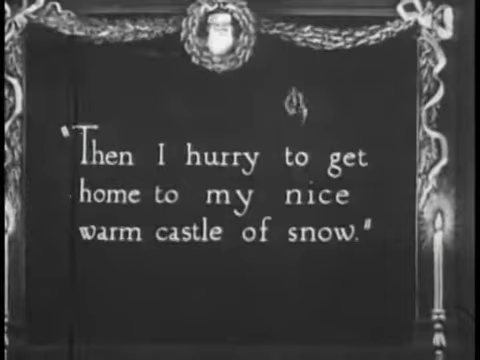 "Then I hurry to get
home to my nice
warm castle of snow."